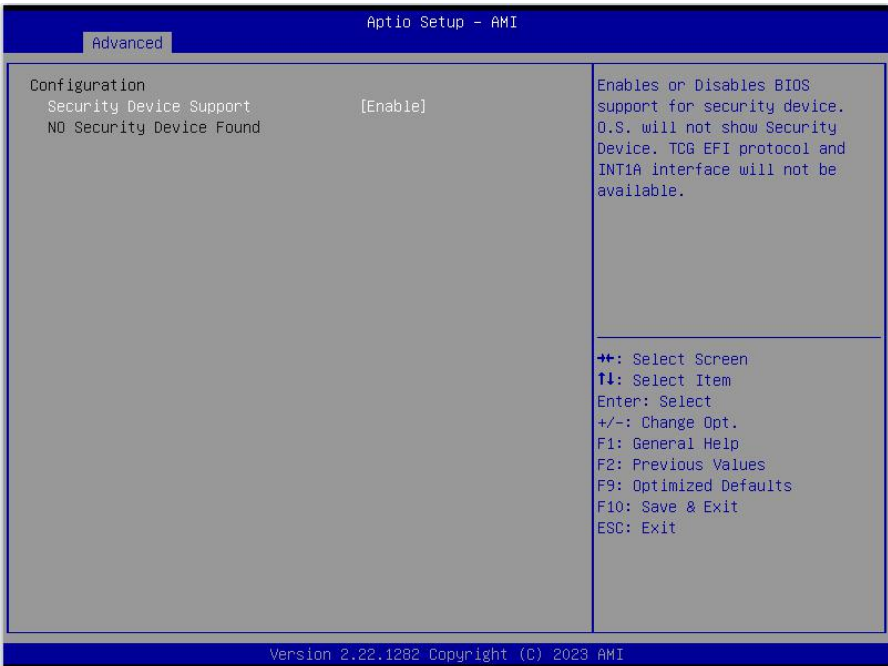 Aptio Setup – AMI
Advanced
Configuration
Security Device Support [Enable]
NO Security Device Found
Enables or Disables BIOS
support for security device.
O.S. will not show Security
Device. TCG EFI protocol and
INT1A interface will not be
available.
→←: Select Screen
↑↓: Select Item
Enter: Select
+/-: Change Opt.
F1: General Help
F2: Previous Values
F9: Optimized Defaults
F10: Save & Exit
ESC: Exit
Version 2.22.1282 Copyright (C) 2023 AMI